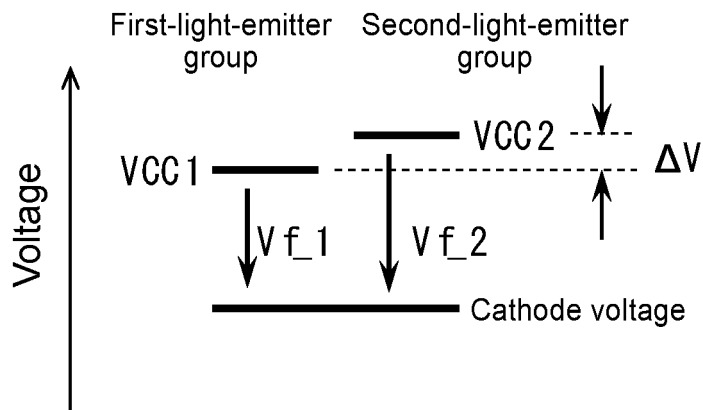 First-light-emitter
group
Second-light-emitter
group
Voltage
VCC1
VCC2
ΔV
Vf_1
Vf_2
Cathode voltage